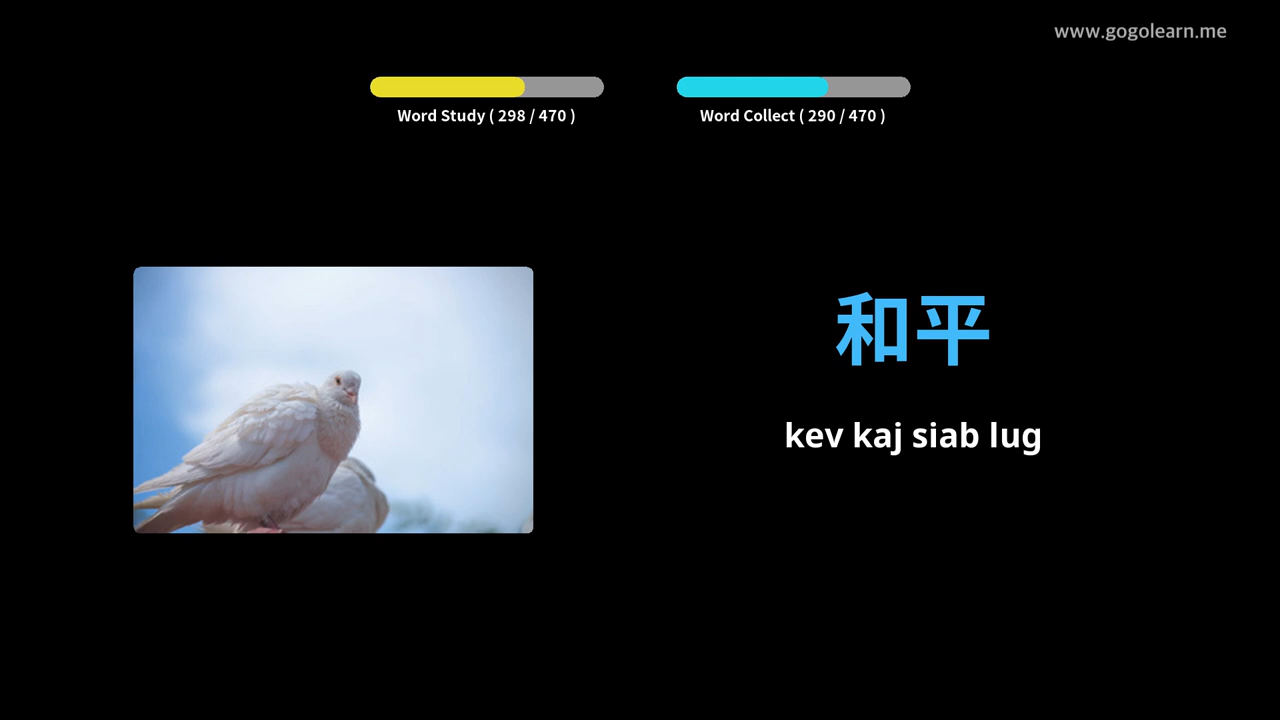 www.gogolearn.me
Word Study ( 298 / 470 )
Word Collect ( 290 / 470 )
和平
kev kaj siab lug